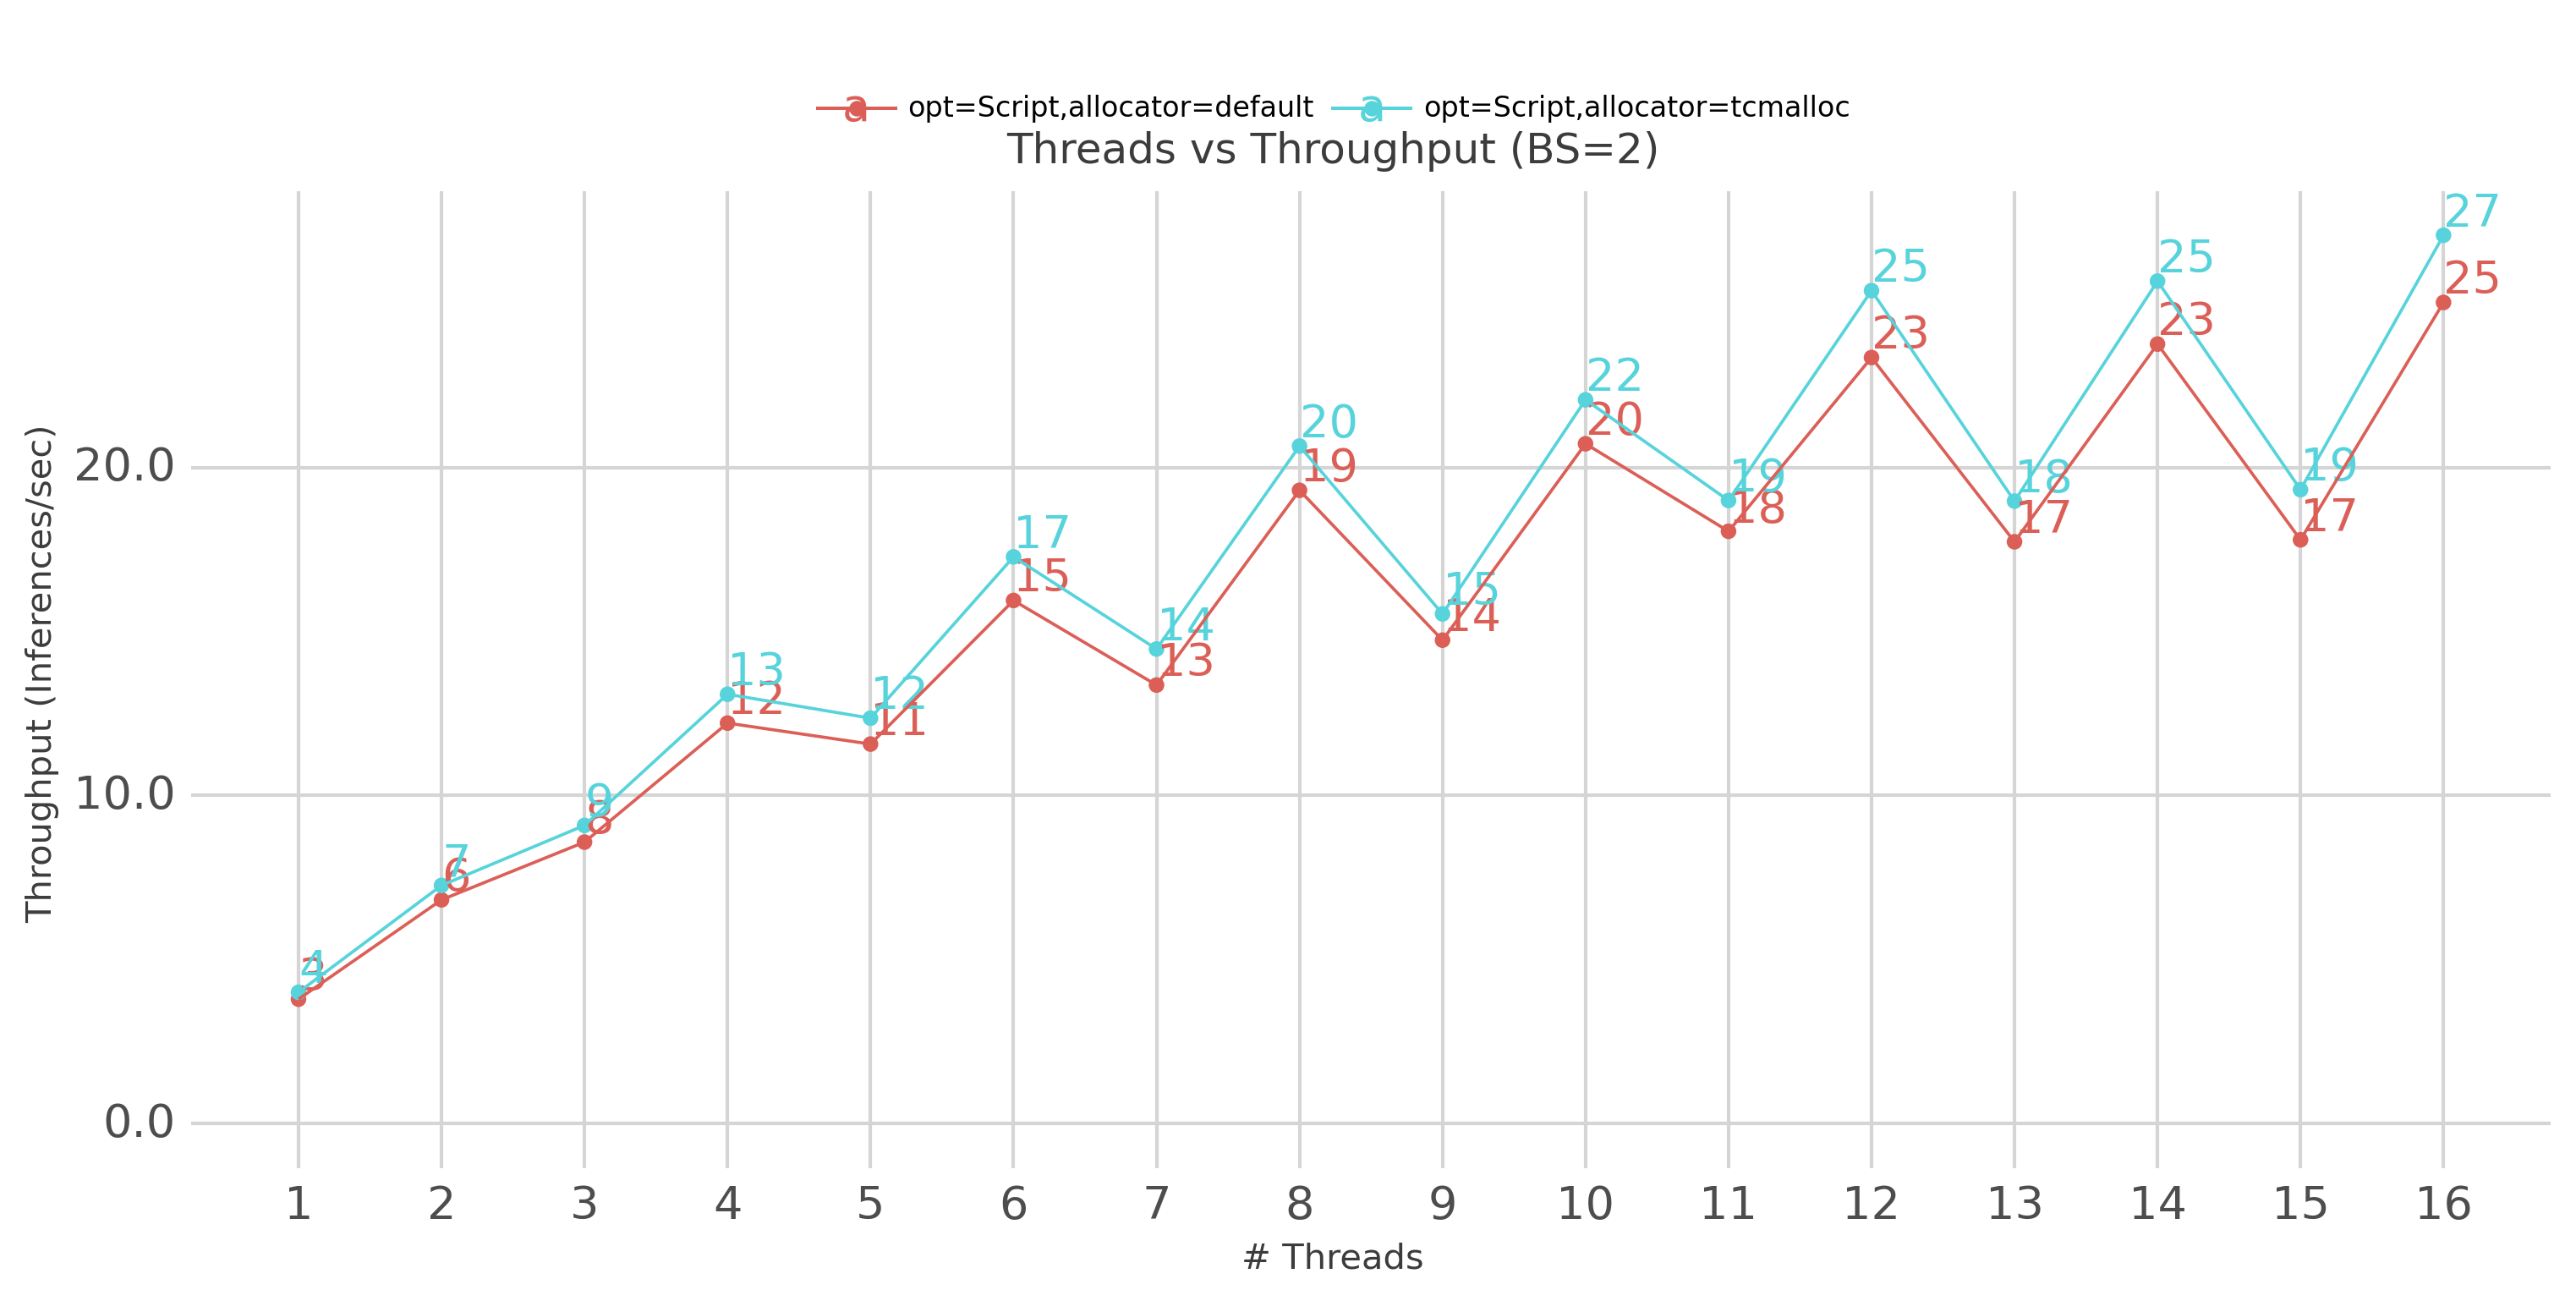 a opt=Script,allocator=default a opt=Script,allocator=tcmalloc
Threads vs Throughput (BS=2)
Throughput (Inferences/sec)
20.0
10.0
0.0
4 7 9 13 12 17 14 20 15 22 19 25 18 25 19 27
3 6 8 12 11 15 13 19 14 20 18 23 17 23 17 25
1 2 3 4 5 6 7 8 9 10 11 12 13 14 15 16
# Threads